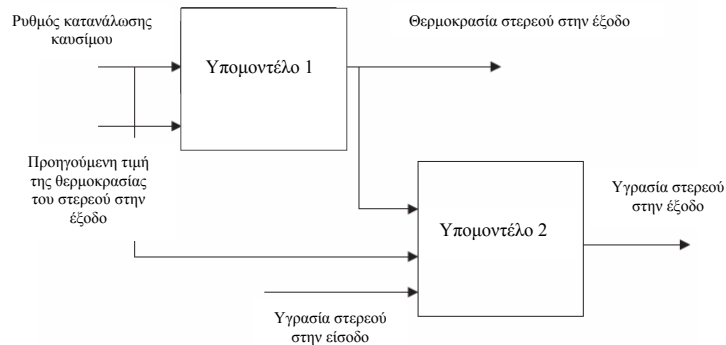 Ρυθμός κατανάλωσης
καυσίμου
Θερμοκρασία στερεού στην έξοδο
Υπομοντέλο 1
Προηγούμενη τιμή
της θερμοκρασίας
του στερεού στην
έξοδο
Υγρασία στερεού
στην έξοδο
Υπομοντέλο 2
Υγρασία στερεού
στην είσοδο